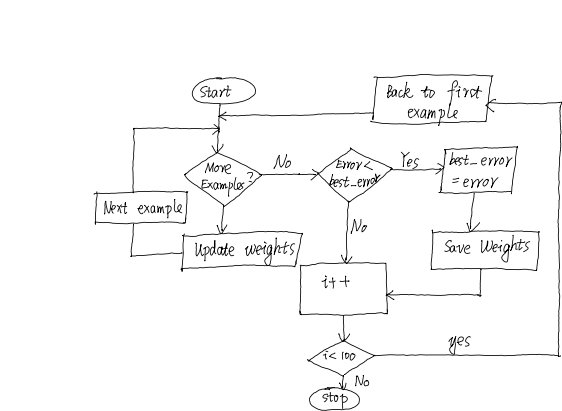 Start
Back to first
example
More
Examples?
No
Error<
best_error
Yes
best_error
=error
Next example
Update weights
No
Save Weights
i++
i<100
yes
No
stop